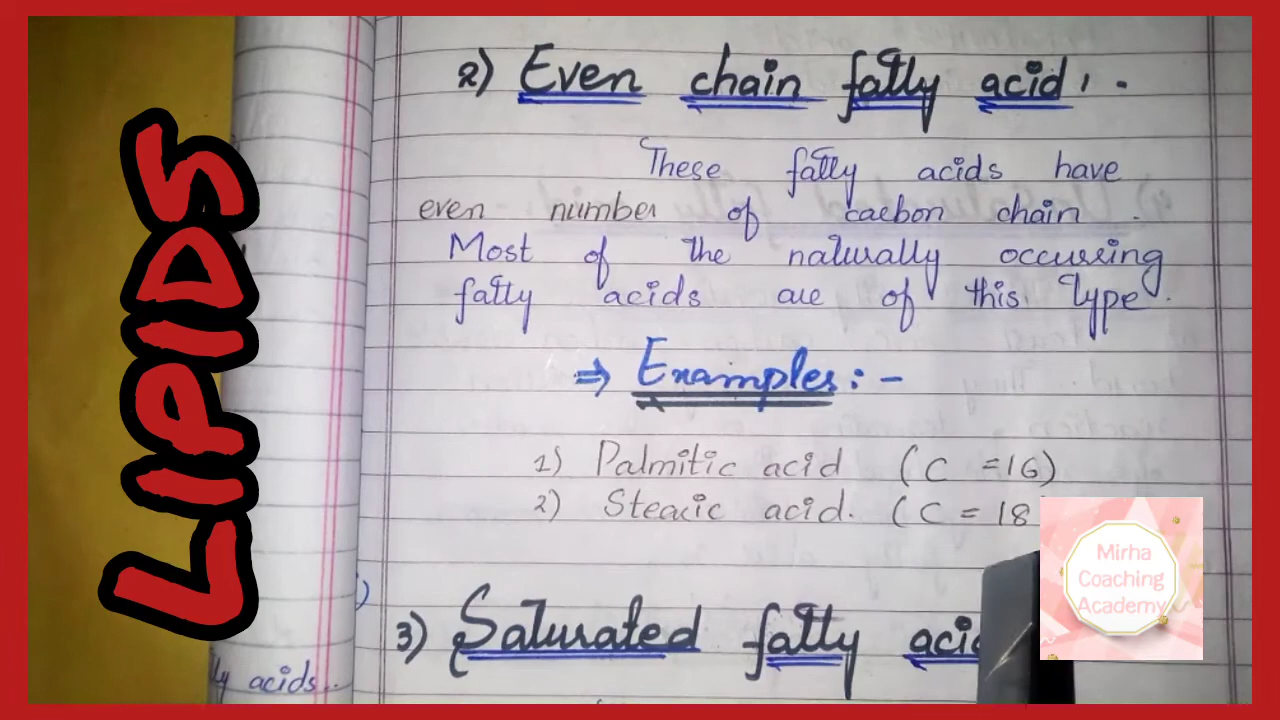 LIPIDS
2) Even chain fatty acid :-
These fatty acids have
even number of carbon chain.
Most of the naturally occurring
fatty acids are of this type.
⇒ Examples:-
1) Palmitic acid (C =16)
2) Stearic acid. (C = 18
3) Saturated fatty aci
ly acids..
Mirha
Coaching
Academy